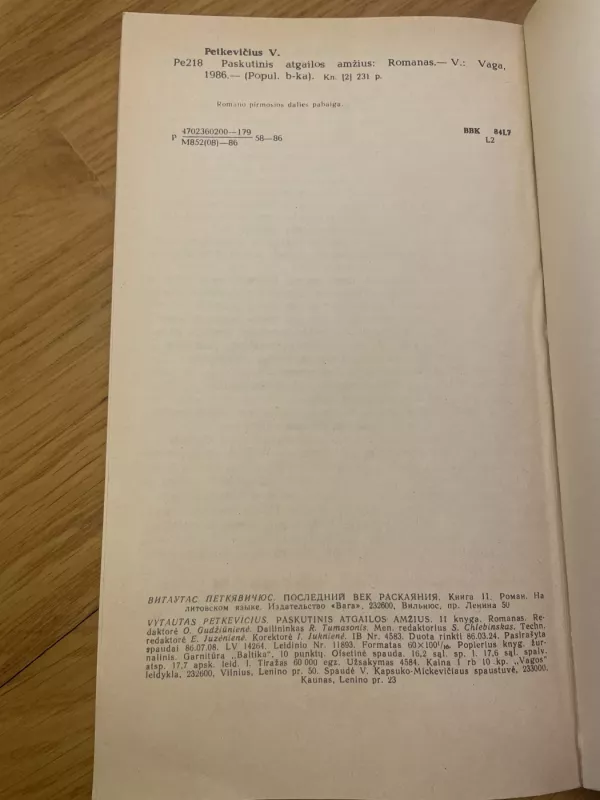 Petkevičius V.
Pe218 Paskutinis atgailos amžius: Romanas.— V.: Vaga,
1986.— (Popul. b-ka). Kn. [2] 231 p.
Romano pirmosios dalies pabaiga.
P 4702360200—179 58—86
M852(08)—86
BBK 84L7
L2
ВИТАУТАС ПЕТКЯВИЧЮС. ПОСЛЕДНИЙ ВЕК РАСКАЯНИЯ. Книга II. Роман. На
литовском языке. Издательство «Вага», 232600, Вильнюс, пр. Ленина 50
VYTAUTAS PETKEVIČIUS. PASKUTINIS ATGAILOS AMŽIUS. II knyga. Romanas. Re-
daktorė O. Gudžiūnienė. Dailininkas R. Tumasonis. Men. redaktorius S. Chlebinskas. Techn.
redaktorė E. Juzėnienė. Korektorė I. Juknienė. IB Nr. 4583. Duota rinkti 86.03.24. Pasirašyta
spaudai 86.07.08. LV 14264. Leidinio Nr. 11893. Formatas 60×100¹/₁₆. Popierius knyg. žur-
nalinis. Garnitūra „Baltika“, 10 punktų. Ofsetinė spauda. 16,2 sąl. sp. l. 17,6 sąl. spalv.
atsp. 17,7 apsk. leid. l. Tiražas 60 000 egz. Užsakymas 4584. Kaina 1 rb 10 kp. „Vagos“
leidykla, 232600, Vilnius, Lenino pr. 50. Spaudė V. Kapsuko-Mickevičiaus spaustuvė, 233000,
Kaunas, Lenino pr. 23